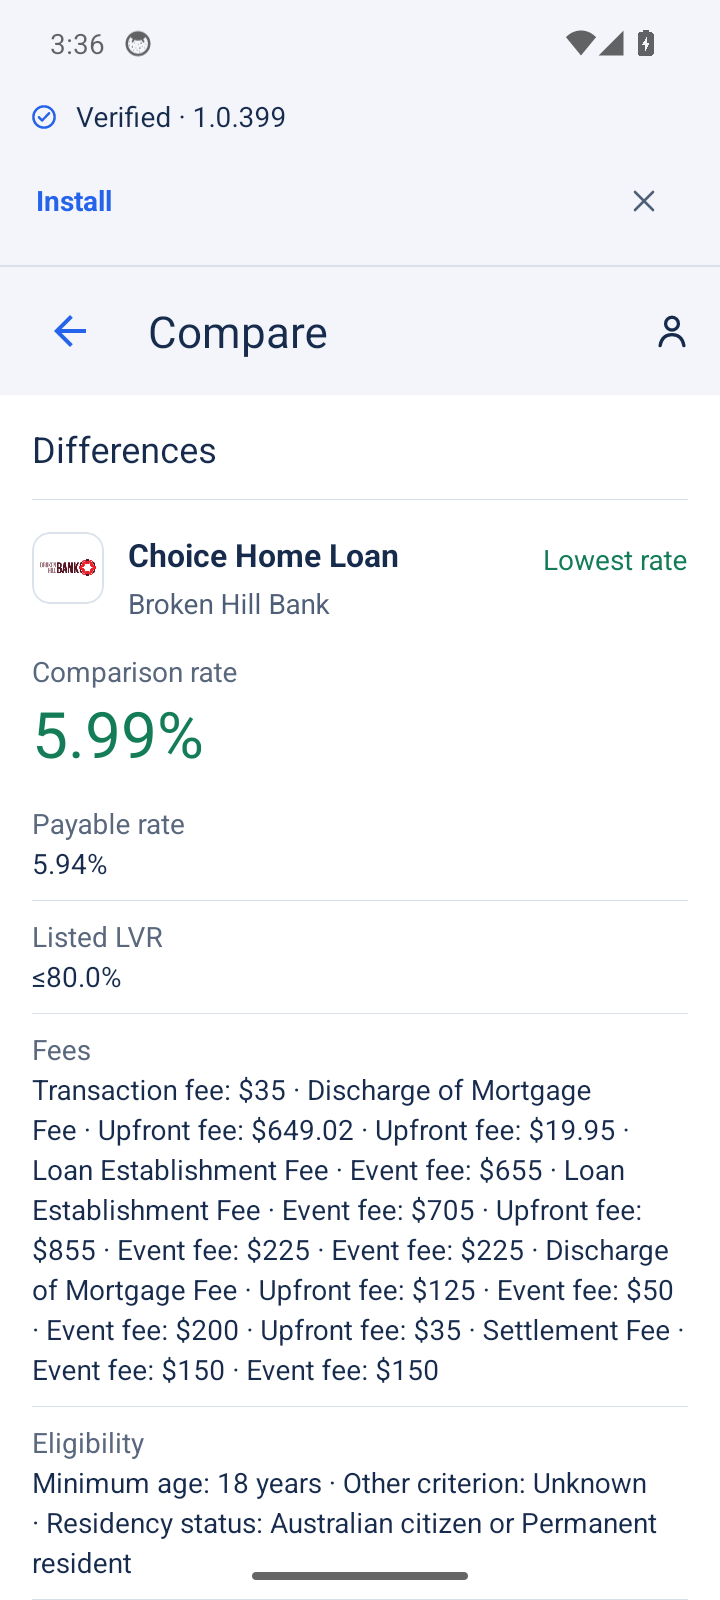 3:36
Verified · 1.0.399
Install
Compare
Differences
BROKEN HILL BANK
Choice Home Loan
Lowest rate
Broken Hill Bank
Comparison rate
5.99%
Payable rate
5.94%
Listed LVR
≤80.0%
Fees
Transaction fee: $35 · Discharge of Mortgage
Fee · Upfront fee: $649.02 · Upfront fee: $19.95 ·
Loan Establishment Fee · Event fee: $655 · Loan
Establishment Fee · Event fee: $705 · Upfront fee:
$855 · Event fee: $225 · Event fee: $225 · Discharge
of Mortgage Fee · Upfront fee: $125 · Event fee: $50
· Event fee: $200 · Upfront fee: $35 · Settlement Fee ·
Event fee: $150 · Event fee: $150
Eligibility
Minimum age: 18 years · Other criterion: Unknown
· Residency status: Australian citizen or Permanent
resident